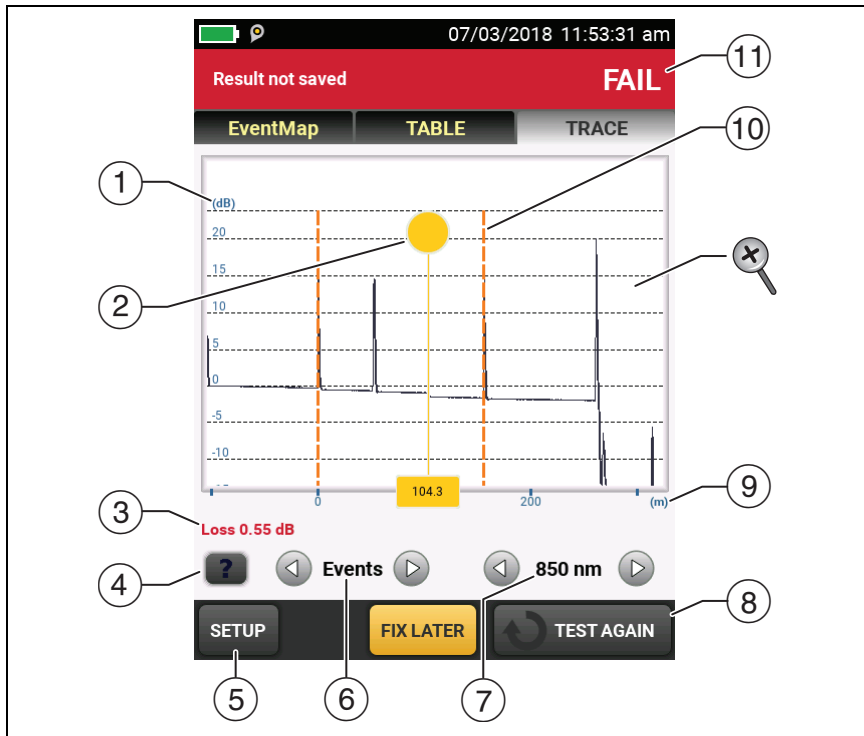 07/03/2018 11:53:31 am
Result not saved
FAIL
11
EventMap
TABLE
TRACE
10
1
(dB)
20
15
10
5
0
-5
-10
2
104.3
0
200
(m)
9
3
Loss 0.55 dB
4
?
Events
850 nm
8
SETUP
FIX LATER
TEST AGAIN
5
6
7